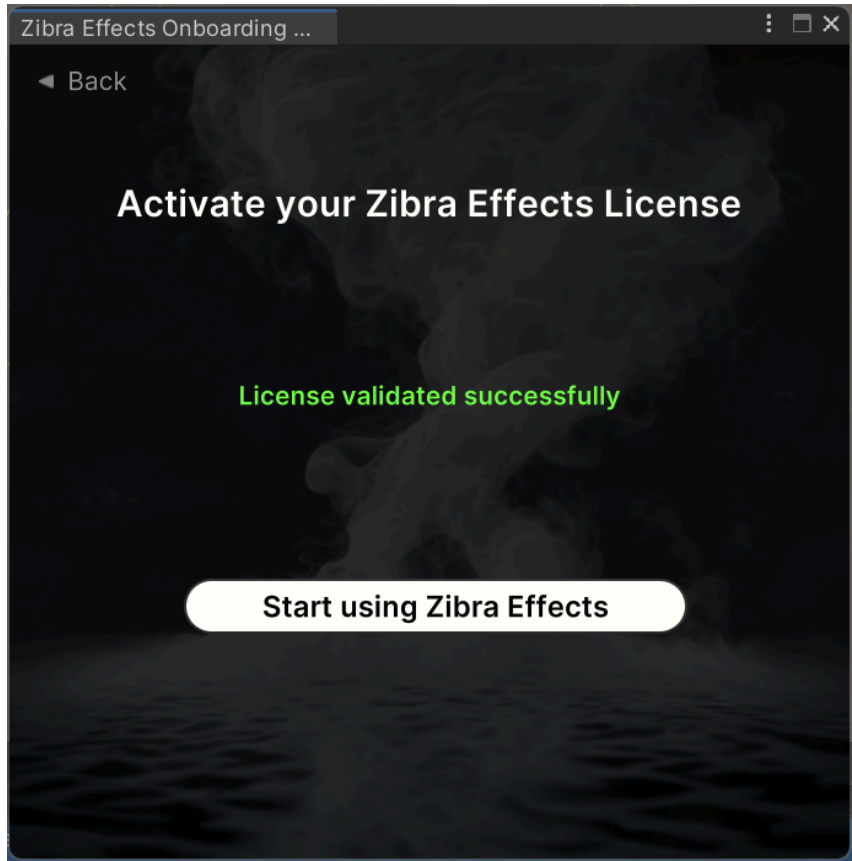 Zibra Effects Onboarding ...
Back
Activate your Zibra Effects License
License validated successfully
Start using Zibra Effects